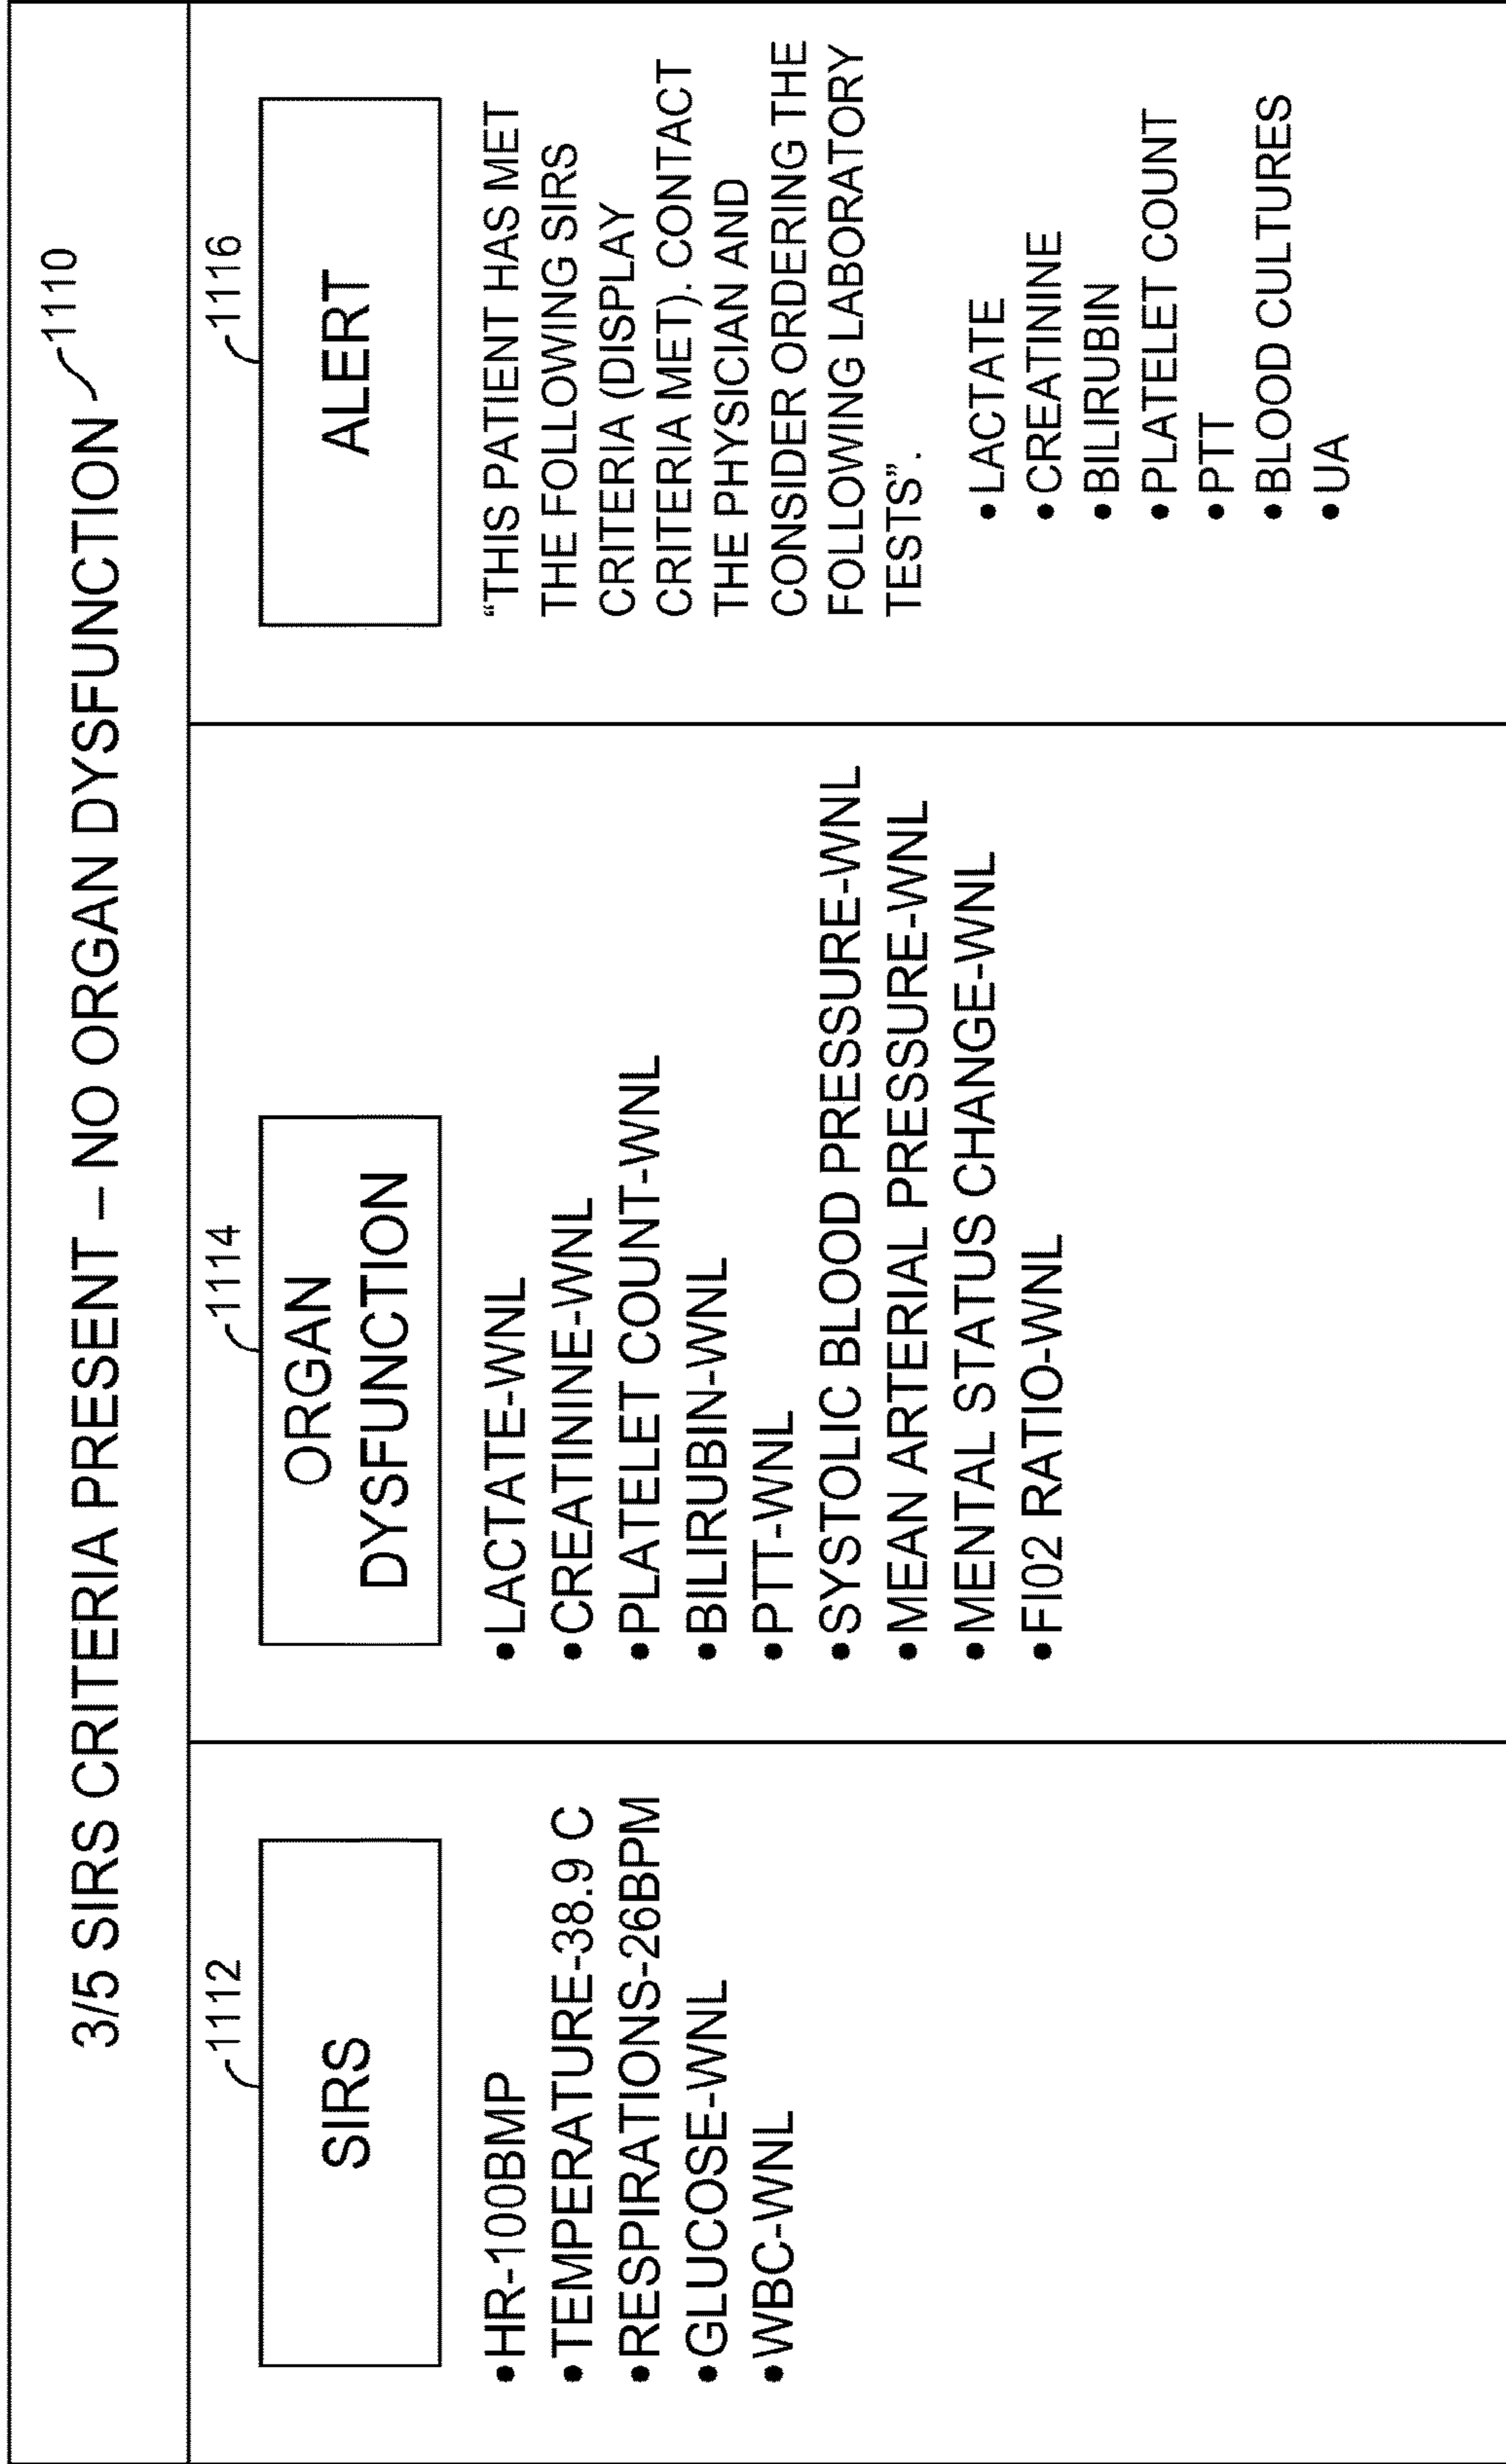 3/5 SIRS CRITERIA PRESENT – NO ORGAN DYSFUNCTION 1110
1112
SIRS
•HR-100BMP
•TEMPERATURE-38.9 C
•RESPIRATIONS-26BPM
•GLUCOSE-WNL
•WBC-WNL
1114
ORGAN
DYSFUNCTION
•LACTATE-WNL
•CREATININE-WNL
•PLATELET COUNT-WNL
•BILIRUBIN-WNL
•PTT-WNL
•SYSTOLIC BLOOD PRESSURE-WNL
•MEAN ARTERIAL PRESSURE-WNL
•MENTAL STATUS CHANGE-WNL
•FI02 RATIO-WNL
1116
ALERT
“THIS PATIENT HAS MET
THE FOLLOWING SIRS
CRITERIA (DISPLAY
CRITERIA MET). CONTACT
THE PHYSICIAN AND
CONSIDER ORDERING THE
FOLLOWING LABORATORY
TESTS”.
•LACTATE
•CREATININE
•BILIRUBIN
•PLATELET COUNT
•PTT
•BLOOD CULTURES
•UA